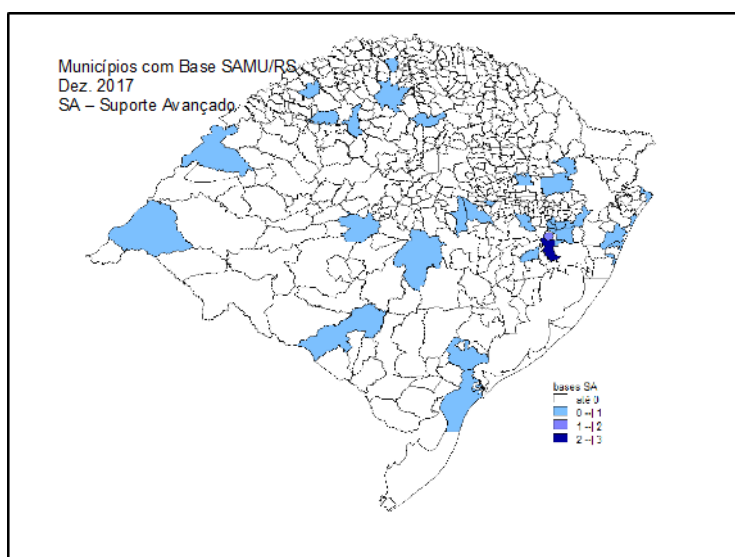 Municípios com Base SAMU/RS
Dez. 2017
SA – Suporte Avançado
bases SA
até 0
0 --| 1
1 --| 2
2 --| 3